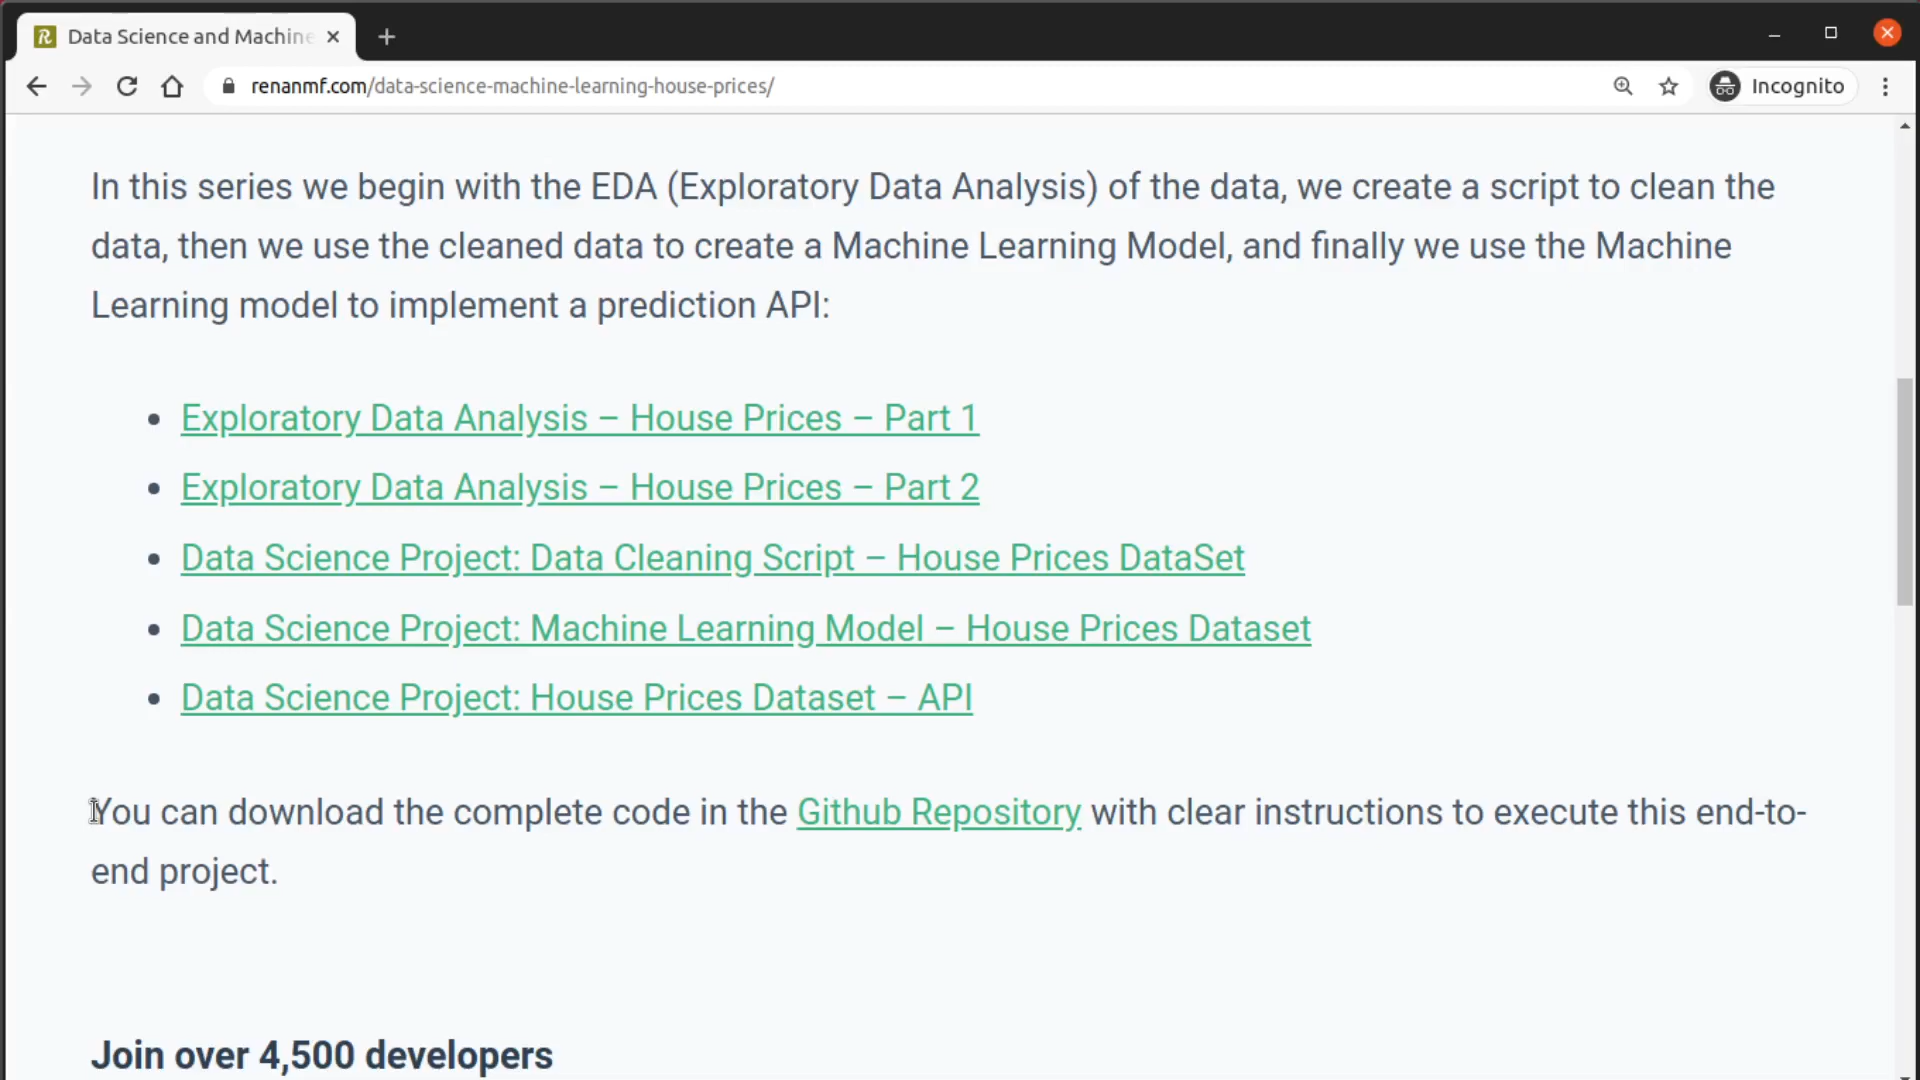 Data Science and Machine
renanmf.com/data-science-machine-learning-house-prices/
Incognito
In this series we begin with the EDA (Exploratory Data Analysis) of the data, we create a script to clean the
data, then we use the cleaned data to create a Machine Learning Model, and finally we use the Machine
Learning model to implement a prediction API:
• Exploratory Data Analysis – House Prices – Part 1
• Exploratory Data Analysis – House Prices – Part 2
• Data Science Project: Data Cleaning Script – House Prices DataSet
• Data Science Project: Machine Learning Model – House Prices Dataset
• Data Science Project: House Prices Dataset – API
You can download the complete code in the Github Repository with clear instructions to execute this end-to-
end project.
Join over 4,500 developers